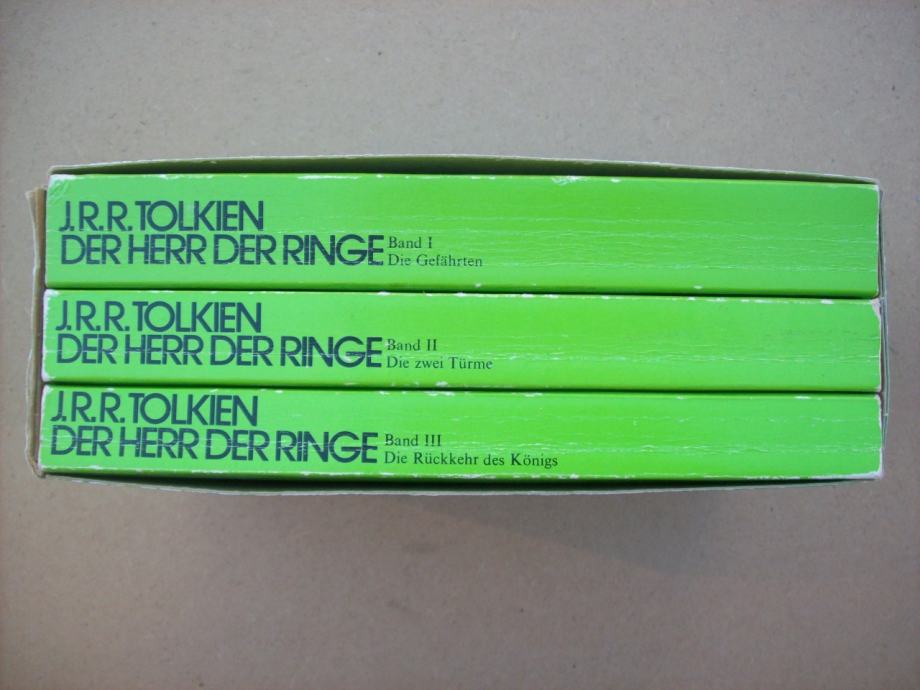 J.R.R. TOLKIEN
DER HERR DER RINGE Band I
Die Gefährten
J.R.R. TOLKIEN
DER HERR DER RINGE Band II
Die zwei Türme
J.R.R. TOLKIEN
DER HERR DER RINGE Band III
Die Rückkehr des Königs